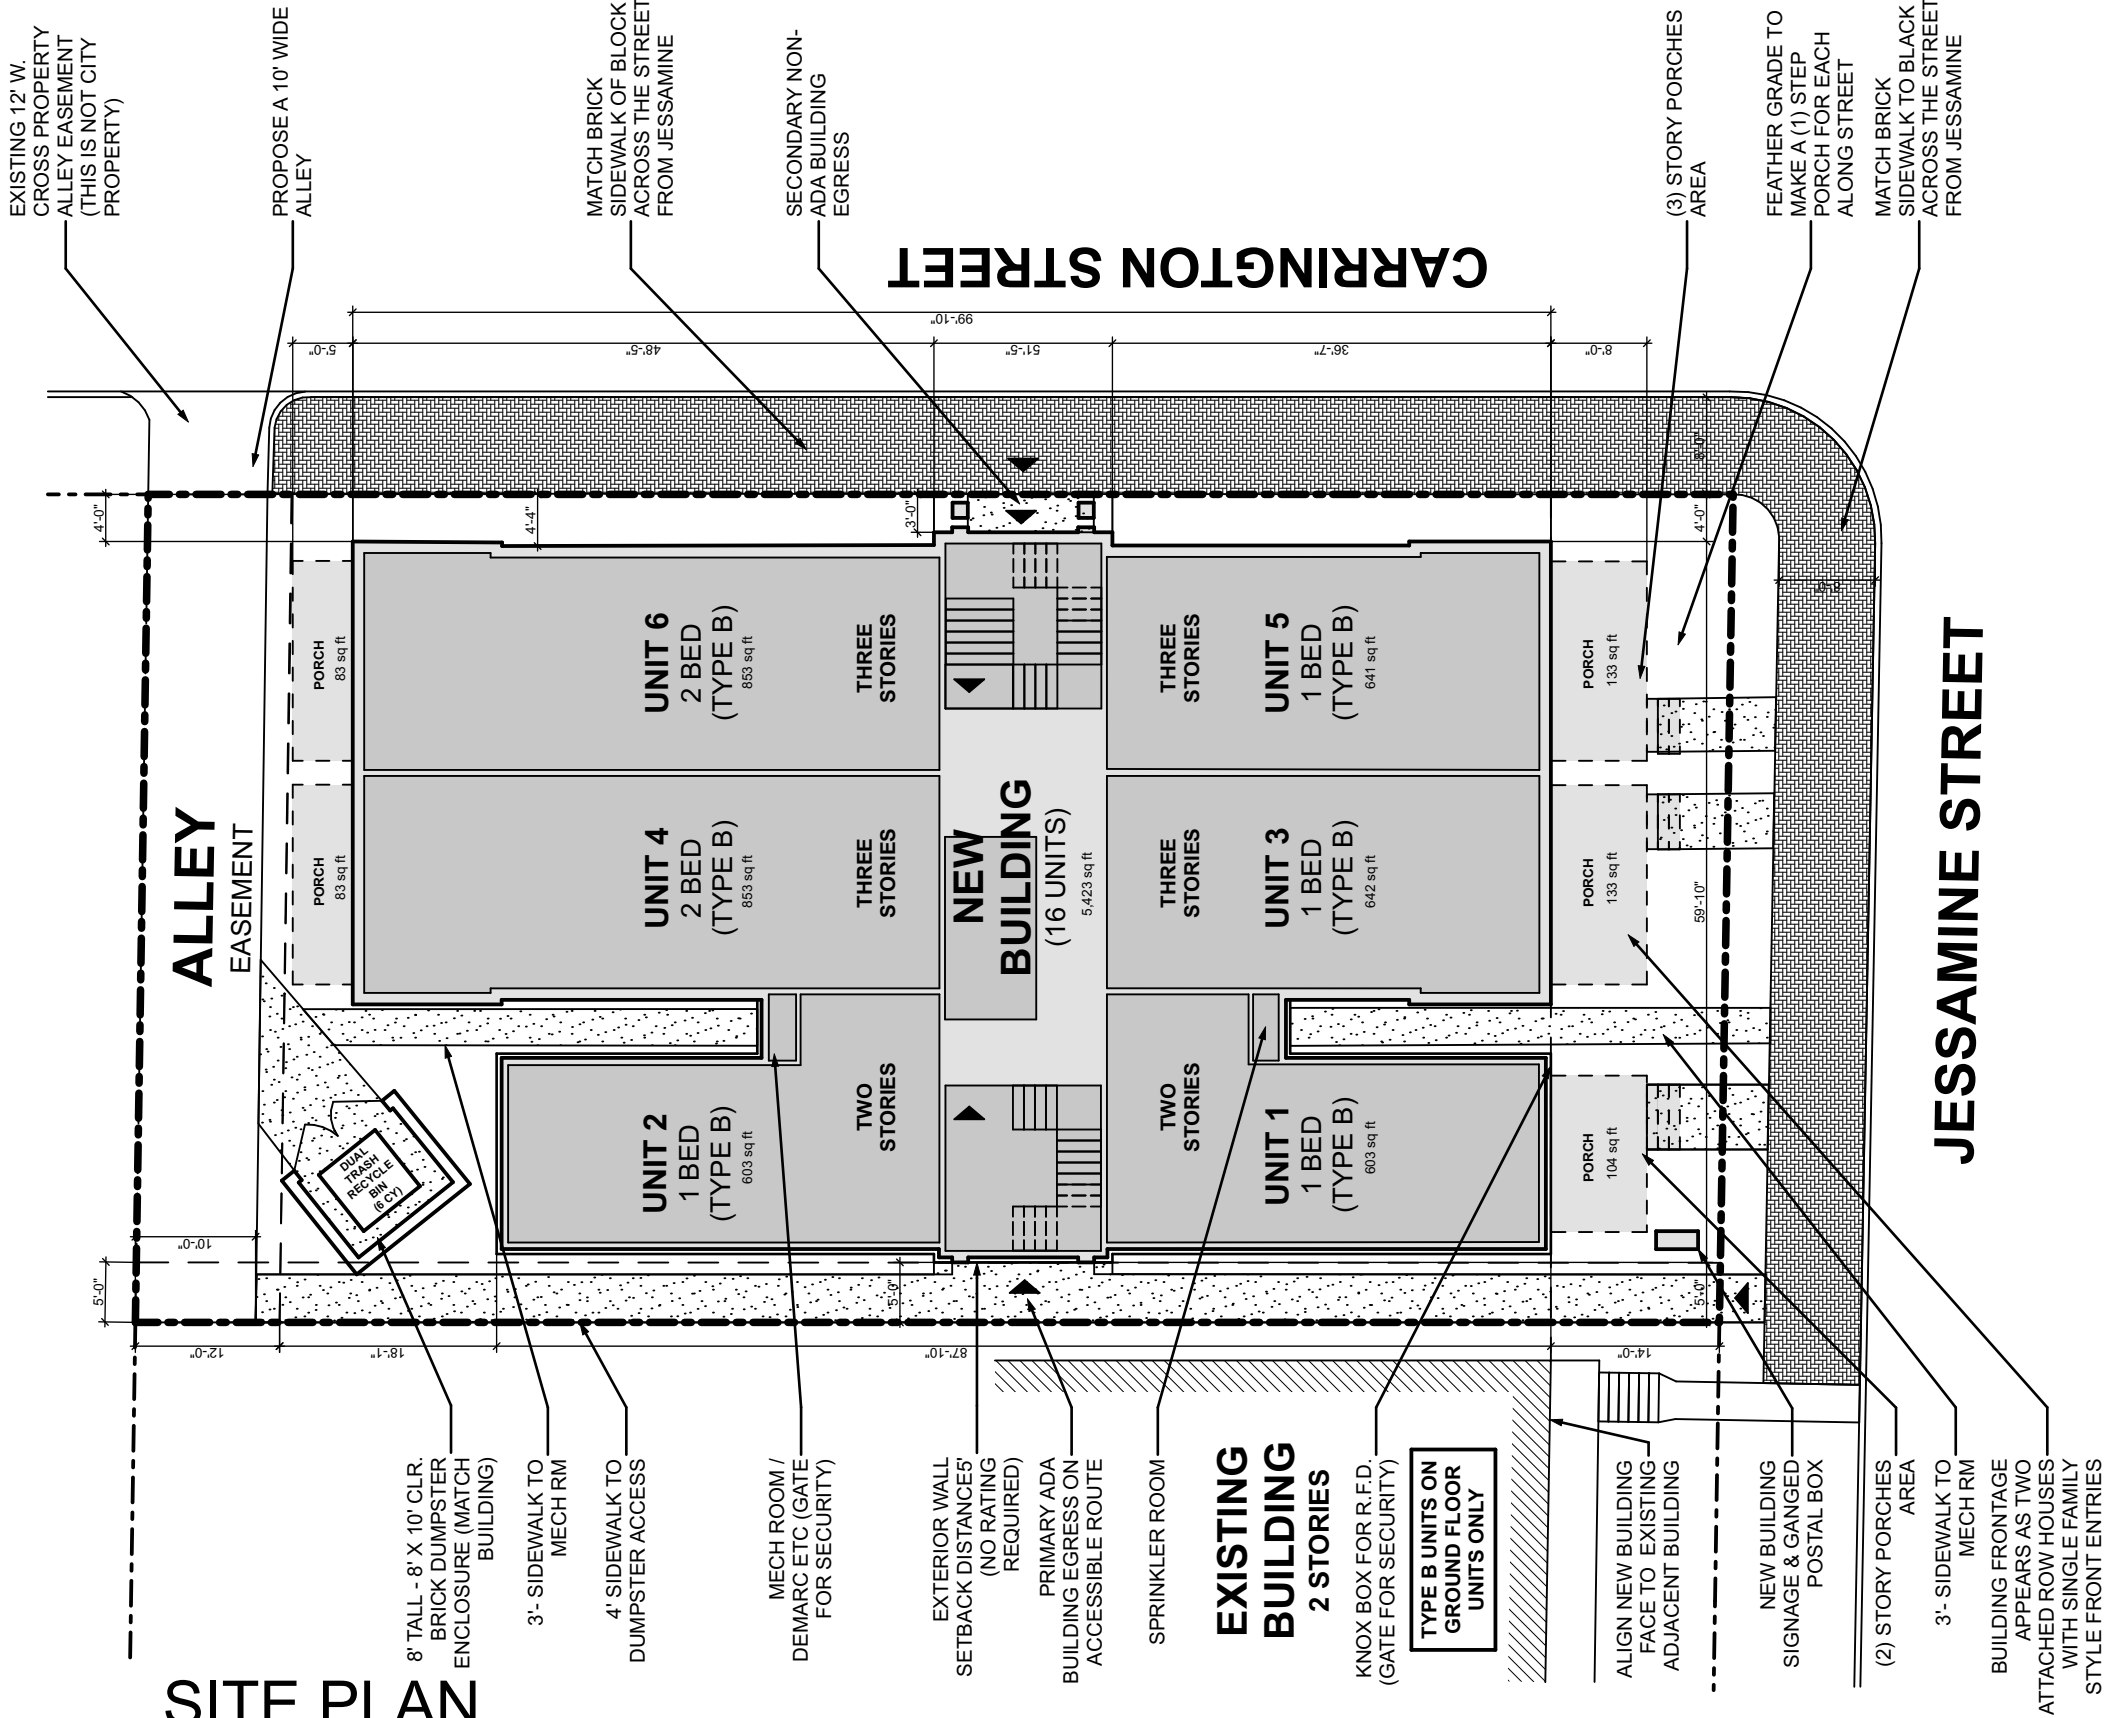 SITE PLAN
8' TALL - 8' X 10' CLR.
BRICK DUMPSTER
ENCLOSURE (MATCH
BUILDING)
3'- SIDEWALK TO
MECH RM
4' SIDEWALK TO
DUMPSTER ACCESS
MECH ROOM /
DEMARC ETC (GATE
FOR SECURITY)
EXTERIOR WALL
SETBACK DISTANCE5'
(NO RATING
REQUIRED)
PRIMARY ADA
BUILDING EGRESS ON
ACCESSIBLE ROUTE
SPRINKLER ROOM
EXISTING
BUILDING
2 STORIES
KNOX BOX FOR R.F.D.
(GATE FOR SECURITY)
TYPE B UNITS ON
GROUND FLOOR
UNITS ONLY
ALIGN NEW BUILDING
FACE TO EXISTING
ADJACENT BUILDING
NEW BUILDING
SIGNAGE & GANGED
POSTAL BOX
(2) STORY PORCHES
AREA
3'- SIDEWALK TO
MECH RM
BUILDING FRONTAGE
APPEARS AS TWO
ATTACHED ROW HOUSES
WITH SINGLE FAMILY
STYLE FRONT ENTRIES
12'-0"
18'-1"
87'-10"
14'-0"
5'-0"
10'-0"
5'-0"
5'-0"
ALLEY
EASEMENT
DUAL
TRASH
RECYCLE
BIN
(6 CY)
UNIT 2
1 BED
(TYPE B)
603 sq ft
TWO
STORIES
TWO
STORIES
UNIT 1
1 BED
(TYPE B)
603 sq ft
PORCH
104 sq ft
PORCH
83 sq ft
UNIT 4
2 BED
(TYPE B)
853 sq ft
THREE
STORIES
NEW
BUILDING
(16 UNITS)
5,423 sq ft
THREE
STORIES
UNIT 3
1 BED
(TYPE B)
642 sq ft
PORCH
133 sq ft
59'-10"
PORCH
83 sq ft
UNIT 6
2 BED
(TYPE B)
853 sq ft
THREE
STORIES
THREE
STORIES
UNIT 5
1 BED
(TYPE B)
641 sq ft
PORCH
133 sq ft
4'-0"
4'-4"
3'-0"
4'-0"
8'-0"
8'-0"
5'-0"
48'-5"
51'-5"
36'-7"
8'-0"
99'-10"
CARRINGTON STREET
JESSAMINE STREET
EXISTING 12' W.
CROSS PROPERTY
ALLEY EASEMENT
(THIS IS NOT CITY
PROPERTY)
PROPOSE A 10' WIDE
ALLEY
MATCH BRICK
SIDEWALK OF BLOCK
ACROSS THE STREET
FROM JESSAMINE
SECONDARY NON-
ADA BUILDING
EGRESS
(3) STORY PORCHES
AREA
FEATHER GRADE TO
MAKE A (1) STEP
PORCH FOR EACH
ALONG STREET
MATCH BRICK
SIDEWALK TO BLACK
ACROSS THE STREET
FROM JESSAMINE